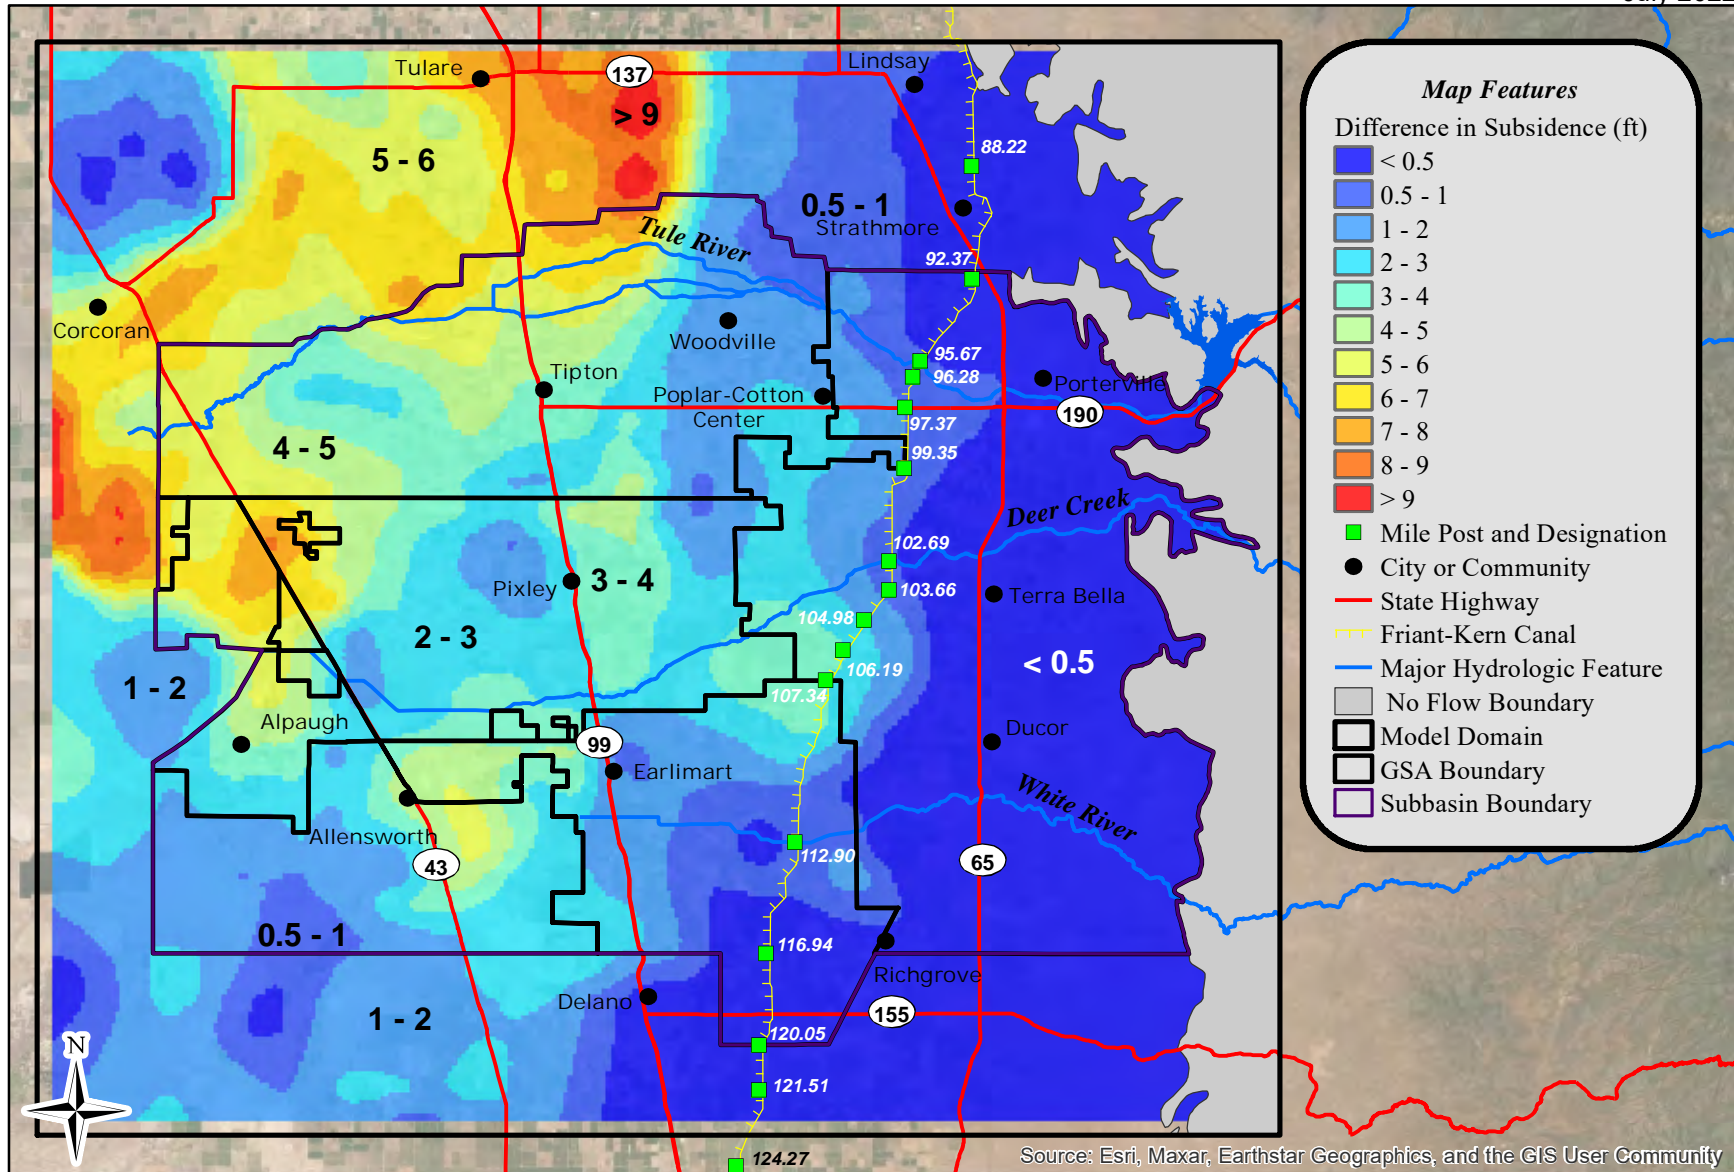 Tulare
137
Lindsay
> 9
5 - 6
88.22
0.5 - 1
Strathmore
Tule River
92.37
Corcoran
Woodville
95.67
Tipton
96.28
Porterville
Poplar-Cotton
Center
190
97.37
4 - 5
99.35
Deer Creek
102.69
Pixley
3 - 4
103.66
Terra Bella
104.98
2 - 3
106.19
< 0.5
1 - 2
107.34
Alpaugh
99
Ducor
Earlimart
White River
Allensworth
112.90
43
65
0.5 - 1
116.94
Richgrove
Delano
155
1 - 2
120.05
N
121.51
124.27
Map Features
Difference in Subsidence (ft)
< 0.5
0.5 - 1
1 - 2
2 - 3
3 - 4
4 - 5
5 - 6
6 - 7
7 - 8
8 - 9
> 9
Mile Post and Designation
City or Community
State Highway
Friant-Kern Canal
Major Hydrologic Feature
No Flow Boundary
Model Domain
GSA Boundary
Subbasin Boundary
Source: Esri, Maxar, Earthstar Geographics, and the GIS User Community